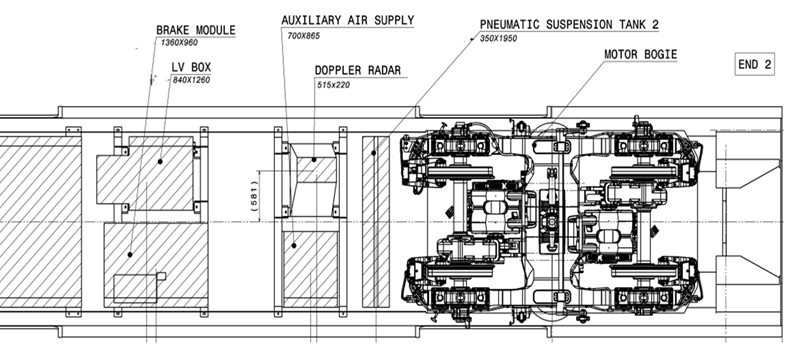 BRAKE MODULE
1360X960
LV BOX
840X1260
AUXILIARY AIR SUPPLY
700X865
DOPPLER RADAR
515x220
PNEUMATIC SUSPENSION TANK 2
350X1950
MOTOR BOGIE
END 2
(581)